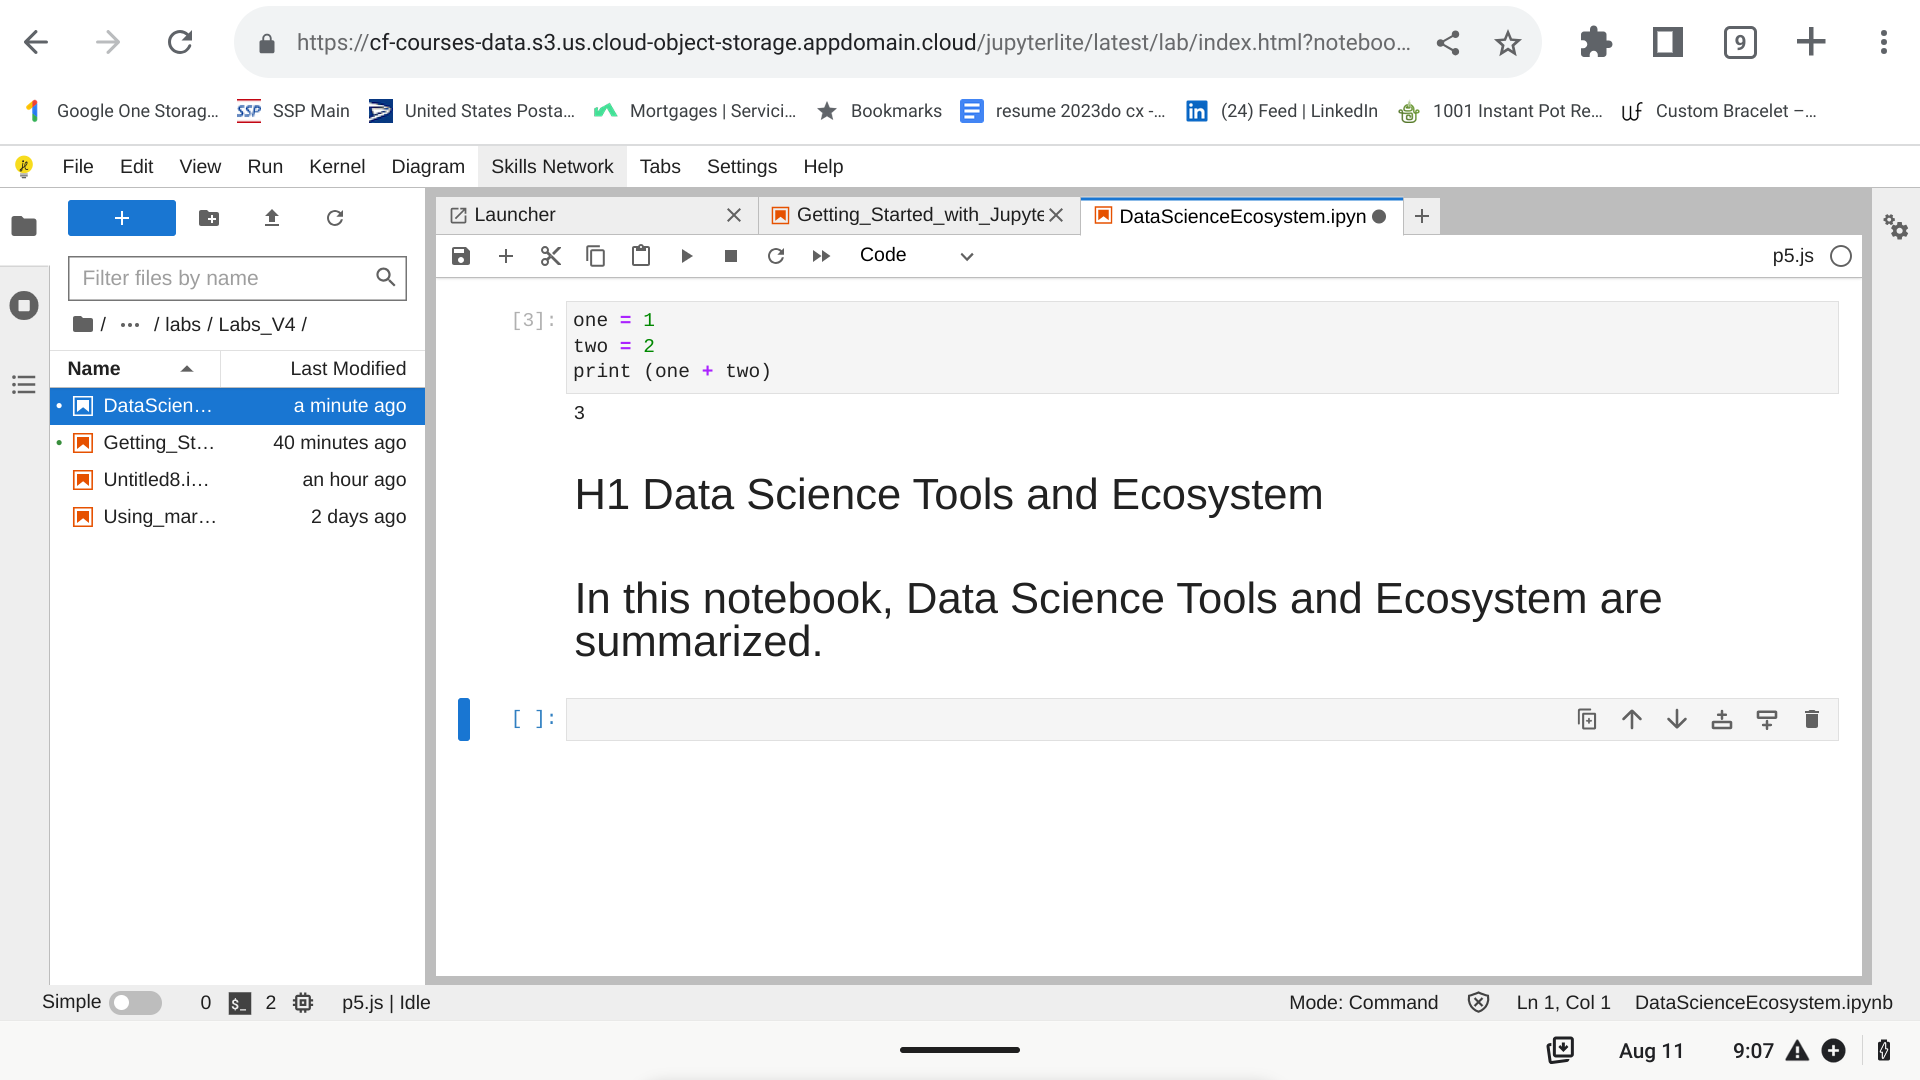 https://cf-courses-data.s3.us.cloud-object-storage.appdomain.cloud/jupyterlite/latest/lab/index.html?noteboo...
9
Google One Storag...
SSP SSP Main
United States Posta...
Mortgages | Servici...
Bookmarks
resume 2023do cx -...
in (24) Feed | LinkedIn
1001 Instant Pot Re...
Custom Bracelet –...
File Edit View Run Kernel Diagram Skills Network Tabs Settings Help
Launcher
Getting_Started_with_Jupyte
DataScienceEcosystem.ipyn
Filter files by name
/ ··· / labs / Labs_V4 /
Name Last Modified
DataScien... a minute ago
Getting_St... 40 minutes ago
Untitled8.i... an hour ago
Using_mar... 2 days ago
Code
p5.js
[3]: one = 1
two = 2
print (one + two)
3
H1 Data Science Tools and Ecosystem
In this notebook, Data Science Tools and Ecosystem are
summarized.
[ ]:
Simple 0 $_ 2 p5.js | Idle
Mode: Command Ln 1, Col 1 DataScienceEcosystem.ipynb
Aug 11 9:07